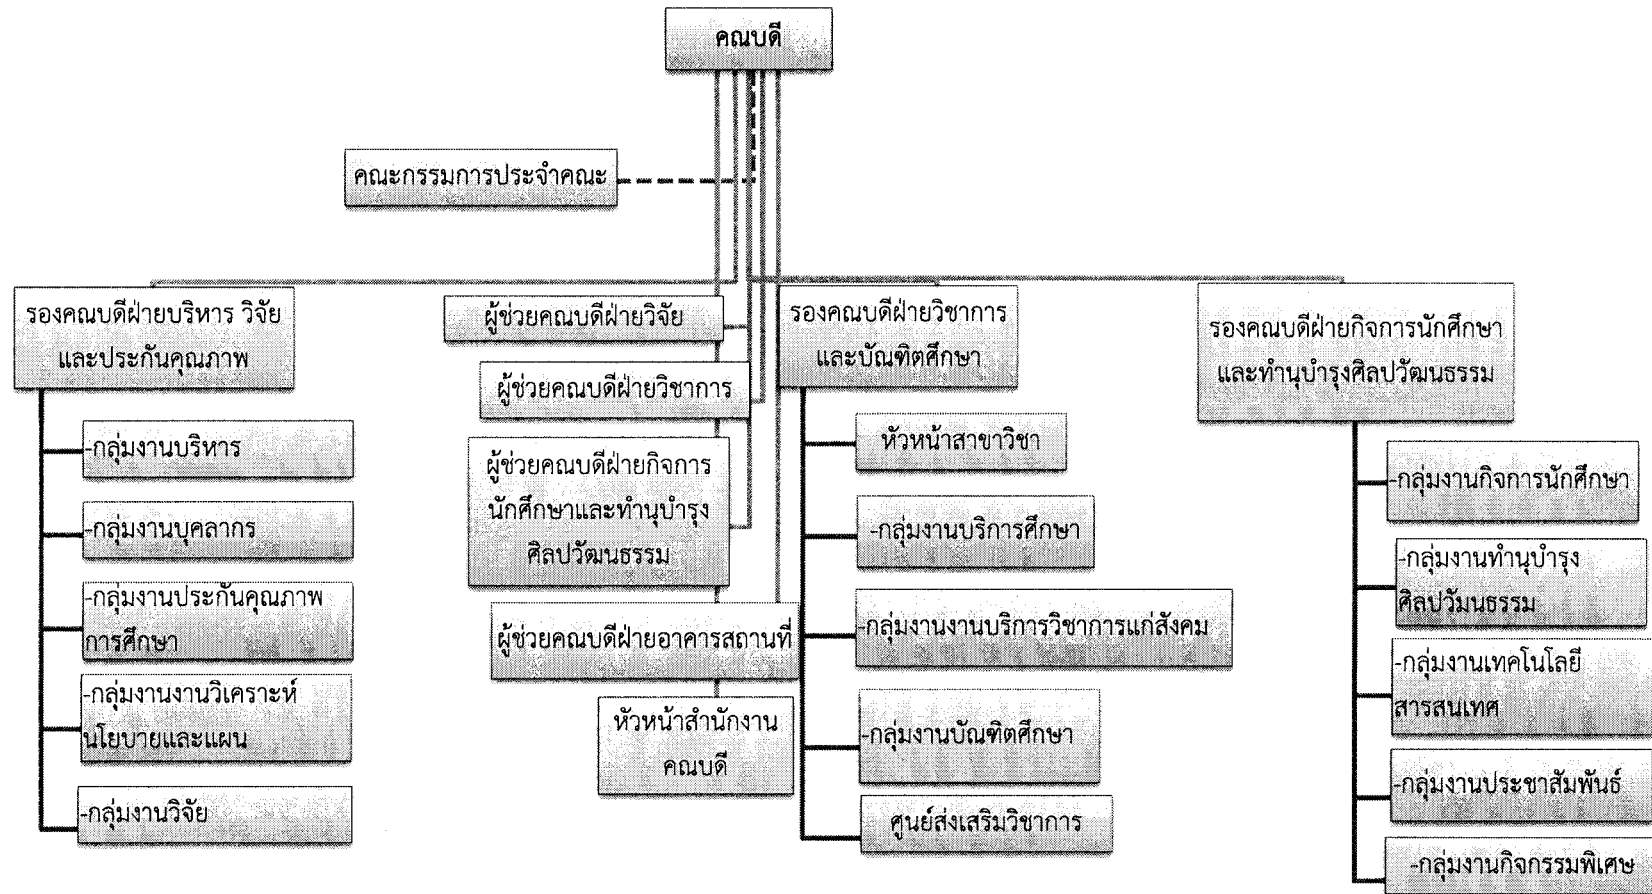 คณบดี
คณะกรรมการประจำคณะ
รองคณบดีฝ่ายบริหาร วิจัย
และประกันคุณภาพ
-กลุ่มงานบริหาร
-กลุ่มงานบุคลากร
-กลุ่มงานประกันคุณภาพ
การศึกษา
-กลุ่มงานงานวิเคราะห์
นโยบายและแผน
-กลุ่มงานวิจัย
ผู้ช่วยคณบดีฝ่ายวิจัย
ผู้ช่วยคณบดีฝ่ายวิชาการ
ผู้ช่วยคณบดีฝ่ายกิจการ
นักศึกษาและทำนุบำรุง
ศิลปวัฒนธรรม
ผู้ช่วยคณบดีฝ่ายอาคารสถานที่
หัวหน้าสำนักงาน
คณบดี
รองคณบดีฝ่ายวิชาการ
และบัณฑิตศึกษา
หัวหน้าสาขาวิชา
-กลุ่มงานบริการศึกษา
-กลุ่มงานงานบริการวิชาการแก่สังคม
-กลุ่มงานบัณฑิตศึกษา
ศูนย์ส่งเสริมวิชาการ
รองคณบดีฝ่ายกิจการนักศึกษา
และทำนุบำรุงศิลปวัฒนธรรม
-กลุ่มงานกิจการนักศึกษา
-กลุ่มงานทำนุบำรุง
ศิลปวัมนธรรม
-กลุ่มงานเทคโนโลยี
สารสนเทศ
-กลุ่มงานประชาสัมพันธ์
-กลุ่มงานกิจกรรมพิเศษ